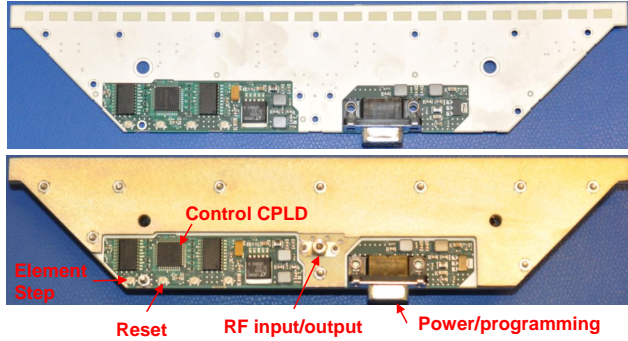 Control CPLD
Element
Step
Reset
RF input/output
Power/programming